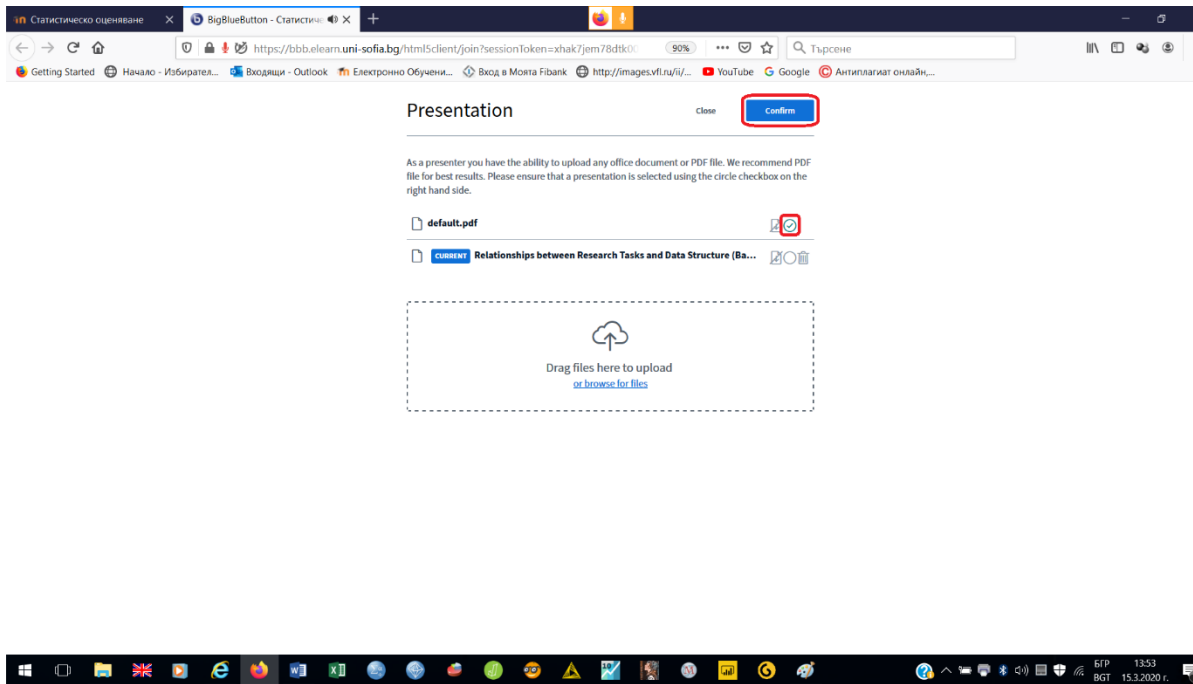 Статистическо оценяване
BigBlueButton - Статистиче
https://bbb.elearn.uni-sofia.bg/html5client/join?sessionToken=xhak7jem78dtk0
90%
Търсене
Getting Started
Начало - Избирател...
Входящи - Outlook
Електронно Обучени...
Вход в Моята Fibank
http://images.vfl.ru/ii/...
YouTube
Google
Антиплагиат онлайн,...
Presentation
Close
Confirm
As a presenter you have the ability to upload any office document or PDF file. We recommend PDF
file for best results. Please ensure that a presentation is selected using the circle checkbox on the
right hand side.
default.pdf
CURRENT Relationships between Research Tasks and Data Structure (Ba...
Drag files here to upload
or browse for files
БГР 13:53
BGT 15.3.2020 г.